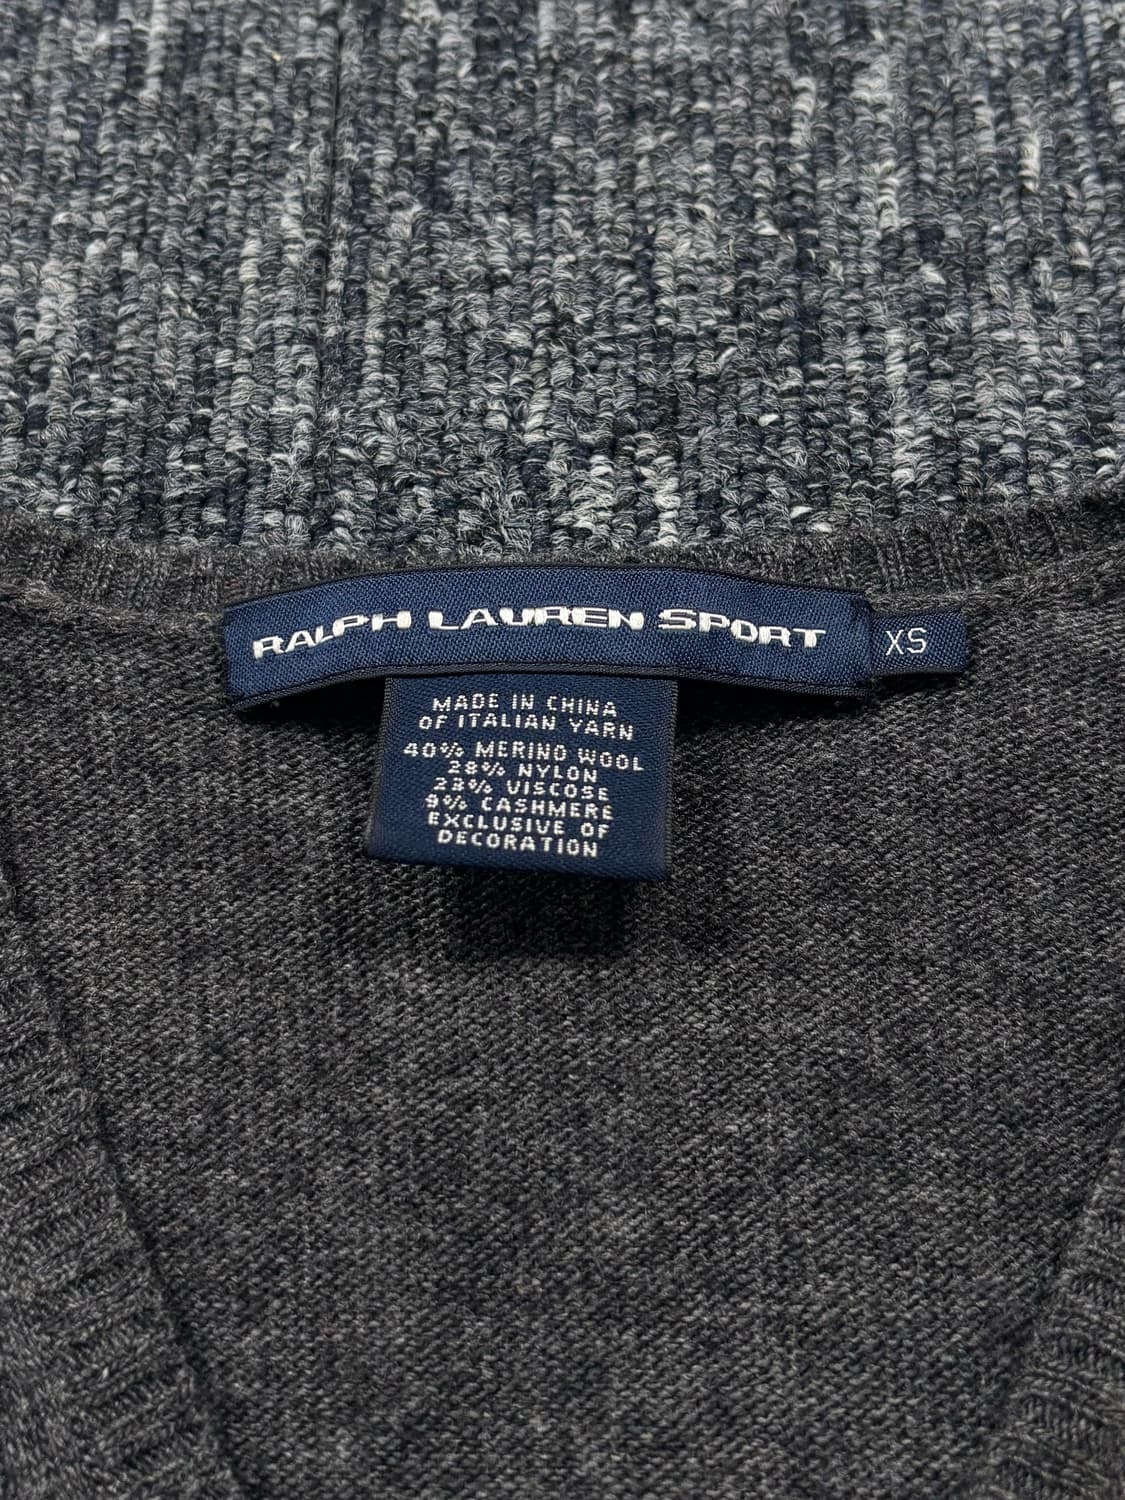 RALPH LAUREN SPORT
XS
MADE IN CHINA
OF ITALIAN YARN
40% MERINO WOOL
28% NYLON
23% VISCOSE
9% CASHMERE
EXCLUSIVE OF
DECORATION